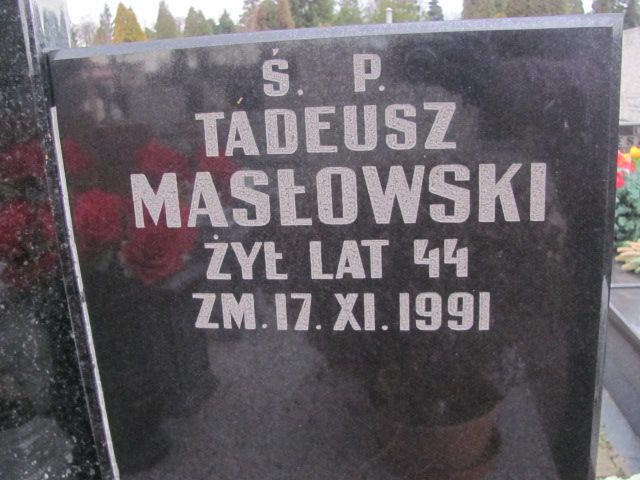 Ś. P.
TADEUSZ
MASŁOWSKI
ŻYŁ LAT 44
ZM. 17. XI. 1991